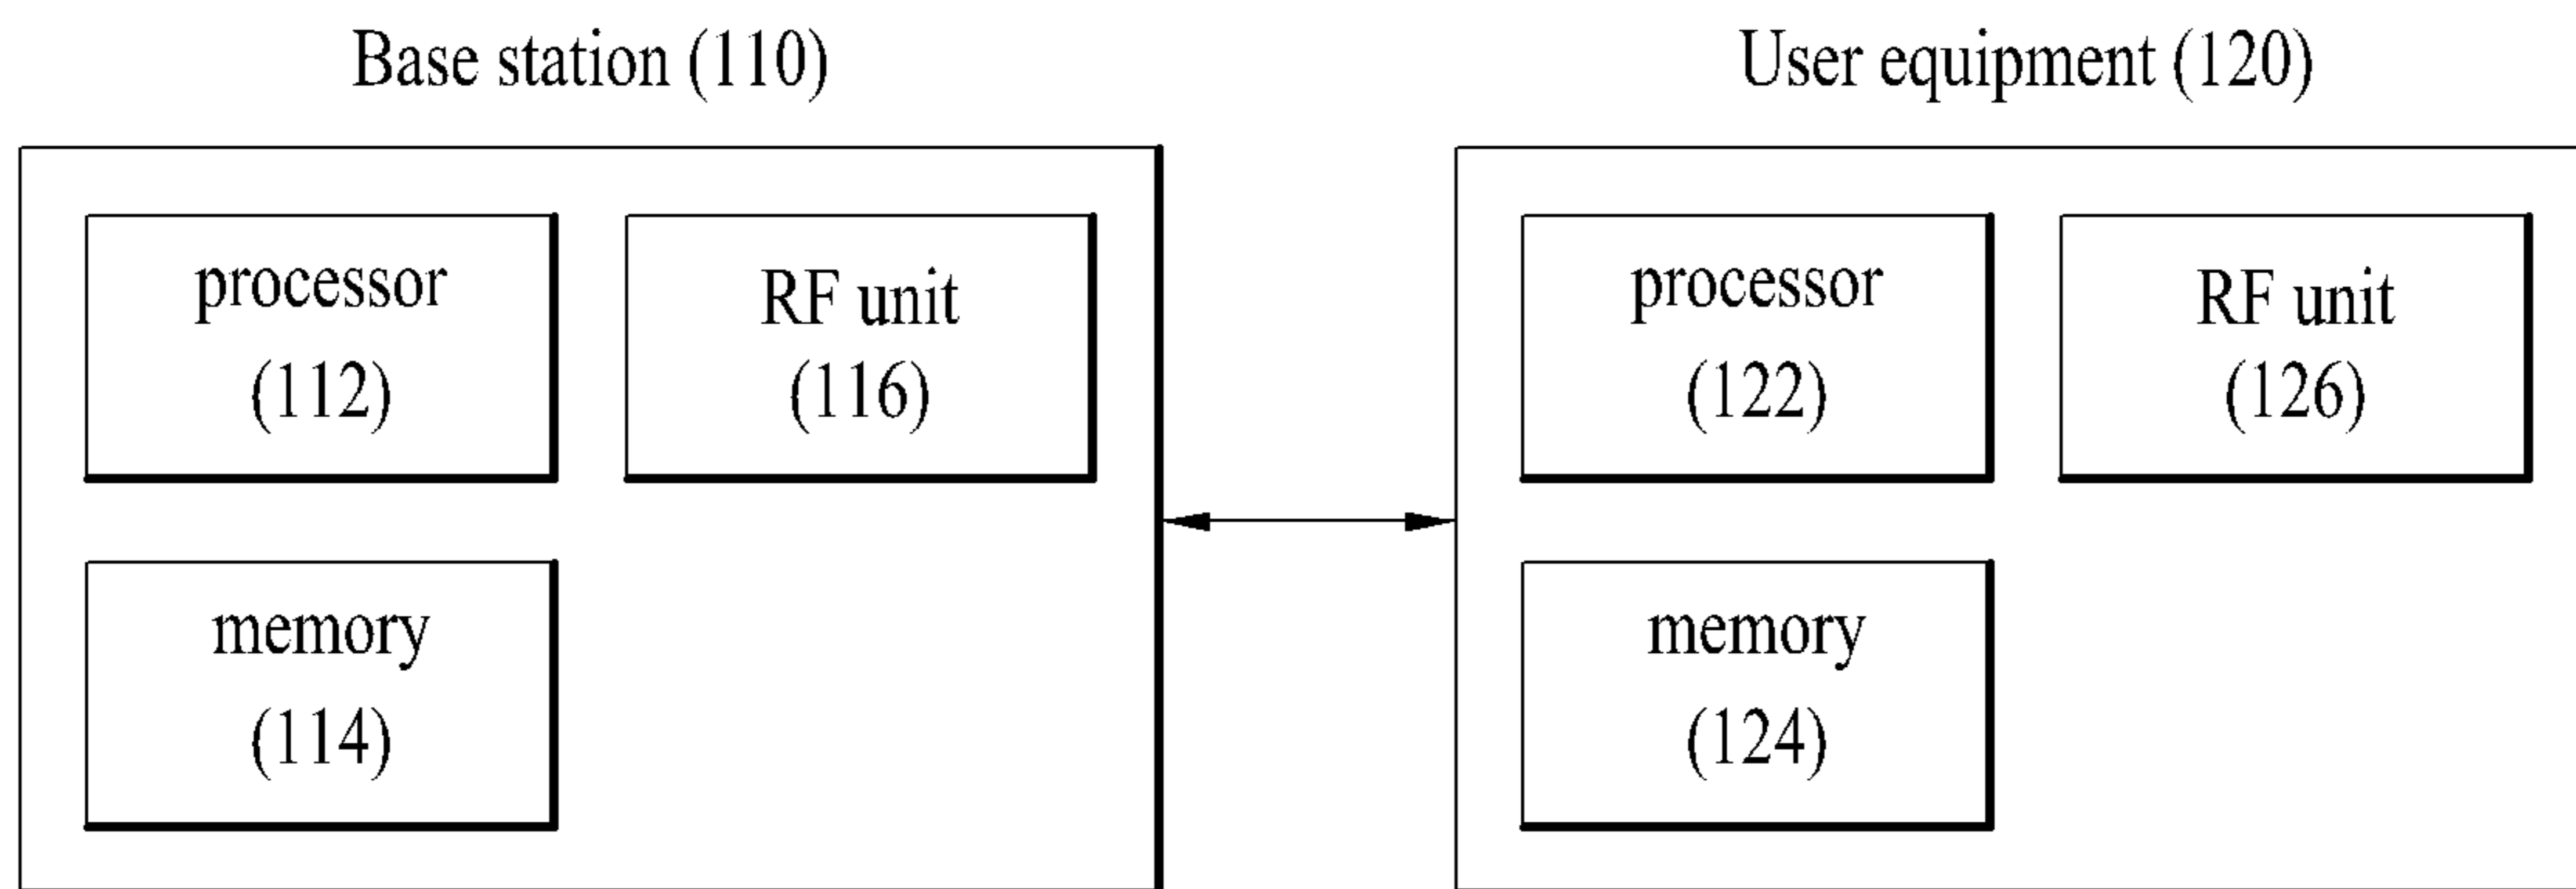 Base station (110)
User equipment (120)
processor
(112)
RF unit
(116)
memory
(114)
processor
(122)
RF unit
(126)
memory
(124)